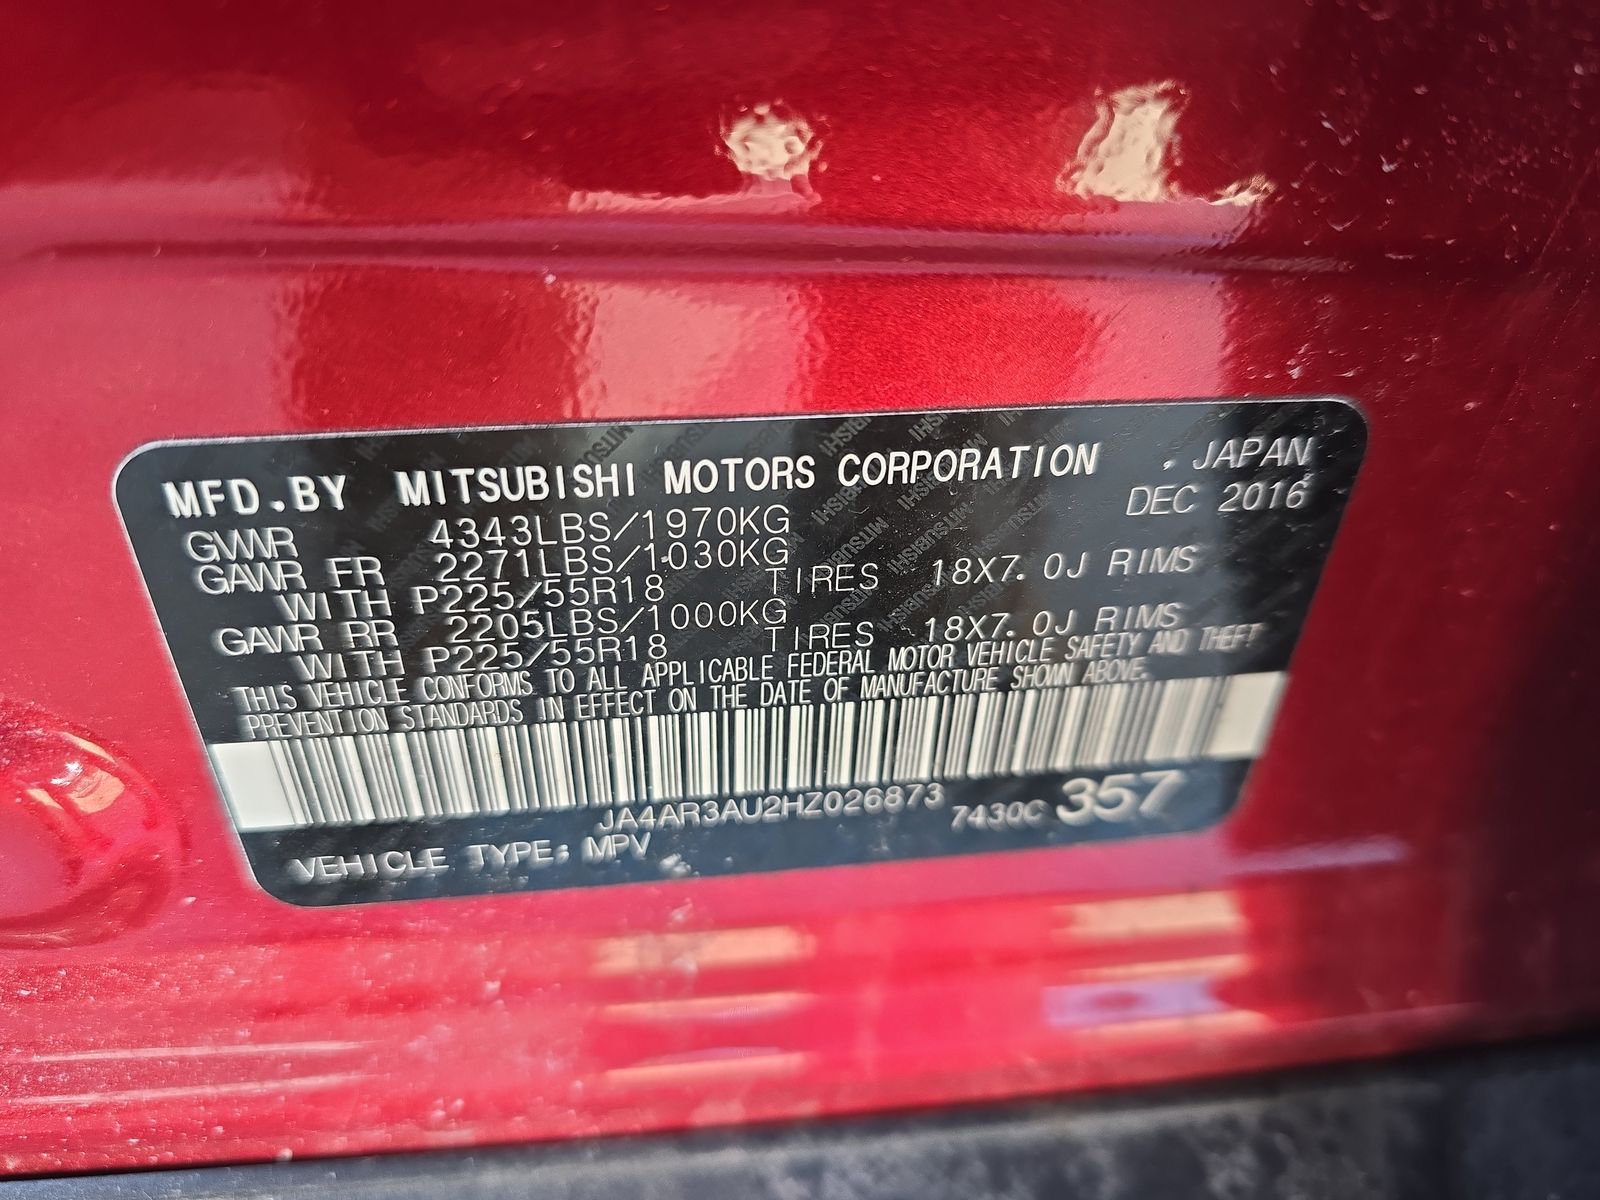 MFD.BY MITSUBISHI MOTORS CORPORATION . JAPAN
GVWR 4343LBS/1970KG DEC 2016
GAWR FR 2271LBS/1030KG
WITH P225/55R18 TIRES 18X7.0J RIMS
GAWR RR 2205LBS/1000KG
WITH P225/55R18 TIRES 18X7.0J RIMS
THIS VEHICLE CONFORMS TO ALL APPLICABLE FEDERAL MOTOR VEHICLE SAFETY AND THEFT
PREVENTION STANDARDS IN EFFECT ON THE DATE OF MANUFACTURE SHOWN ABOVE.
JA4AR3AU2HZ026873 7430C 357
VEHICLE TYPE: MPV